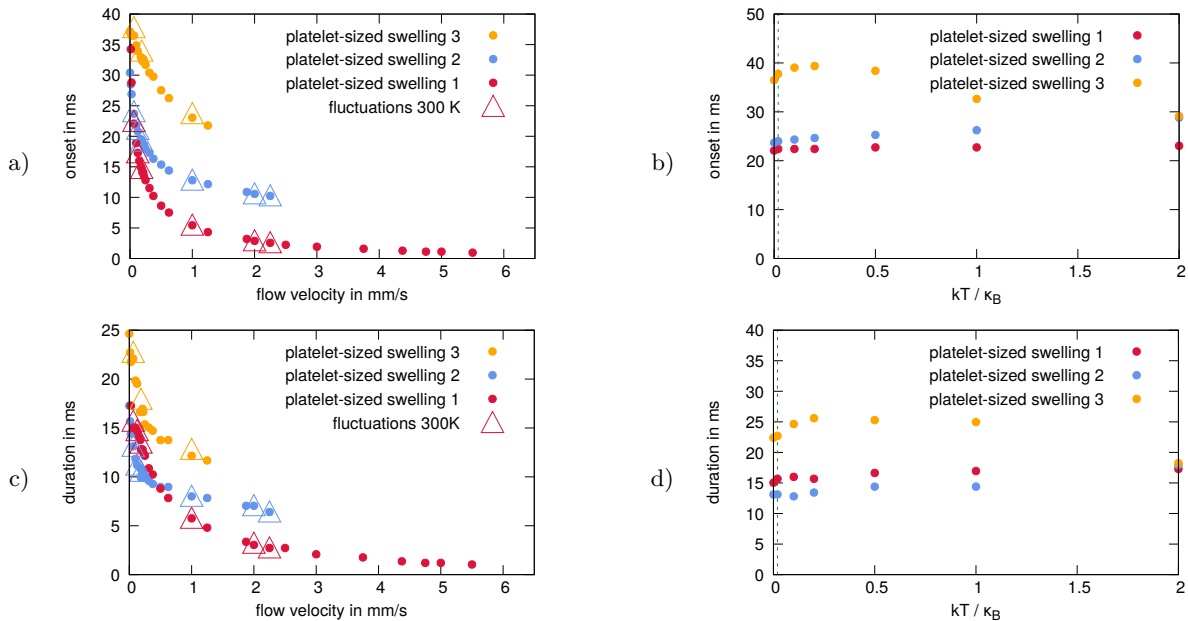 a)
onset in ms
40
35
30
25
20
15
10
5
0
0 1 2 3 4 5 6
flow velocity in mm/s
platelet-sized swelling 3
platelet-sized swelling 2
platelet-sized swelling 1
fluctuations 300 K
b)
onset in ms
50
40
30
20
10
0
0 0.5 1 1.5 2
kT / κB
platelet-sized swelling 1
platelet-sized swelling 2
platelet-sized swelling 3
c)
duration in ms
25
20
15
10
5
0
0 1 2 3 4 5 6
flow velocity in mm/s
platelet-sized swelling 3
platelet-sized swelling 2
platelet-sized swelling 1
fluctuations 300K
d)
duration in ms
40
35
30
25
20
15
10
5
0
0 0.5 1 1.5 2
kT / κB
platelet-sized swelling 1
platelet-sized swelling 2
platelet-sized swelling 3